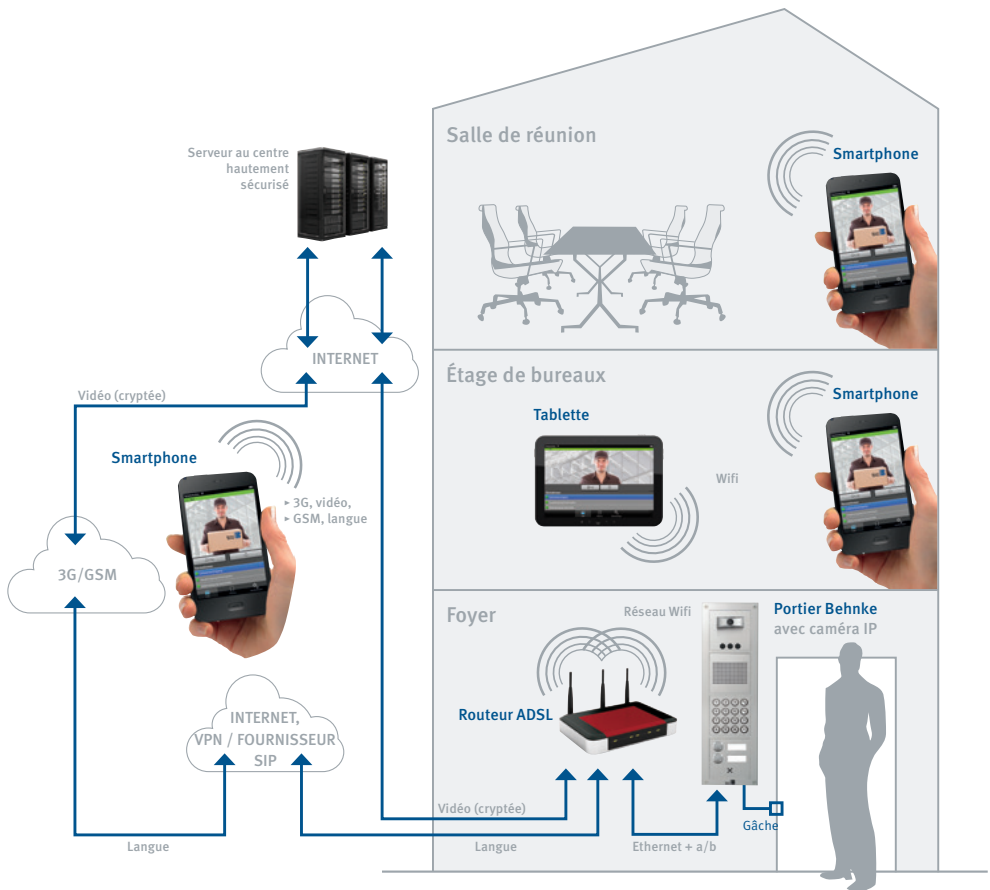 Salle de réunion
Serveur au centre
hautement
sécurisé
Smartphone
INTERNET
Étage de bureaux
Vidéo (cryptée)
Smartphone
Tablette
Smartphone
Wifi
▸ 3G, vidéo,
▸ GSM, langue
3G/GSM
Foyer
Réseau Wifi
Portier Behnke
avec caméra IP
Routeur ADSL
INTERNET,
VPN / FOURNISSEUR
SIP
Vidéo (cryptée)
Gâche
Langue
Langue
Ethernet + a/b